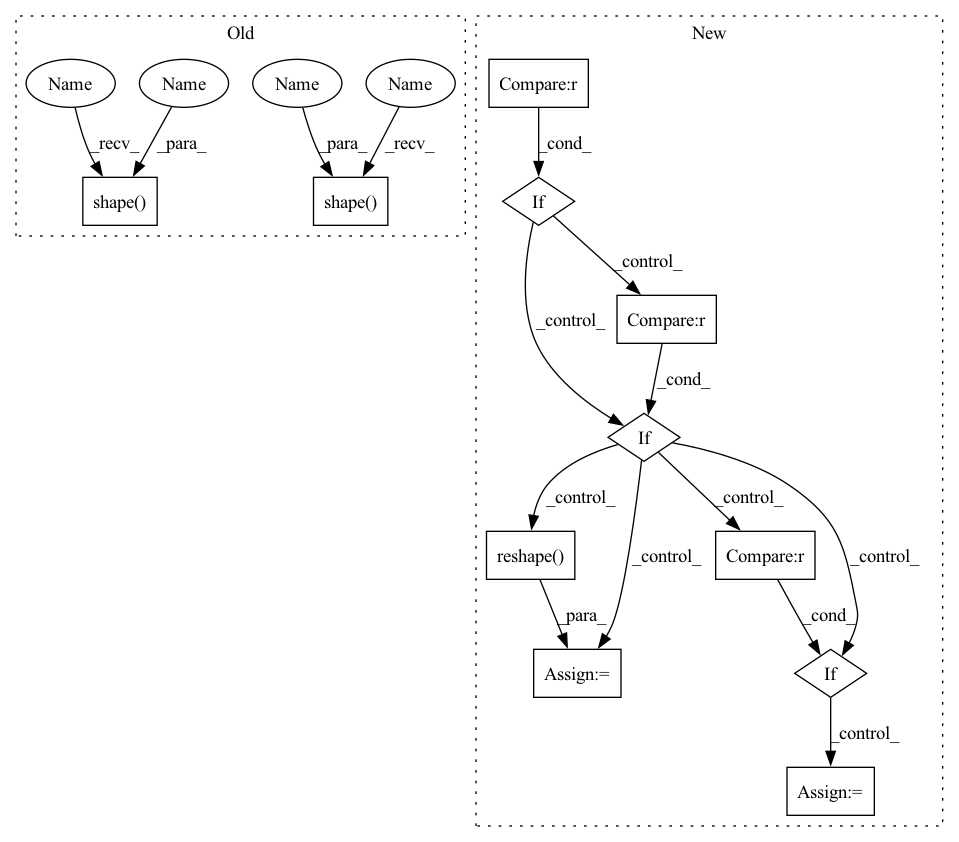 Old
New
Name
Name
Name
Name
Compare:r
_recv_
_para_
_para_
_recv_
_cond_
shape()
shape()
If
_control_
_control_
Compare:r
_cond_
If
_control_
_control_
_control_
_control_
reshape()
Compare:r
_para_
_cond_
Assign:=
If
_control_
Assign:=